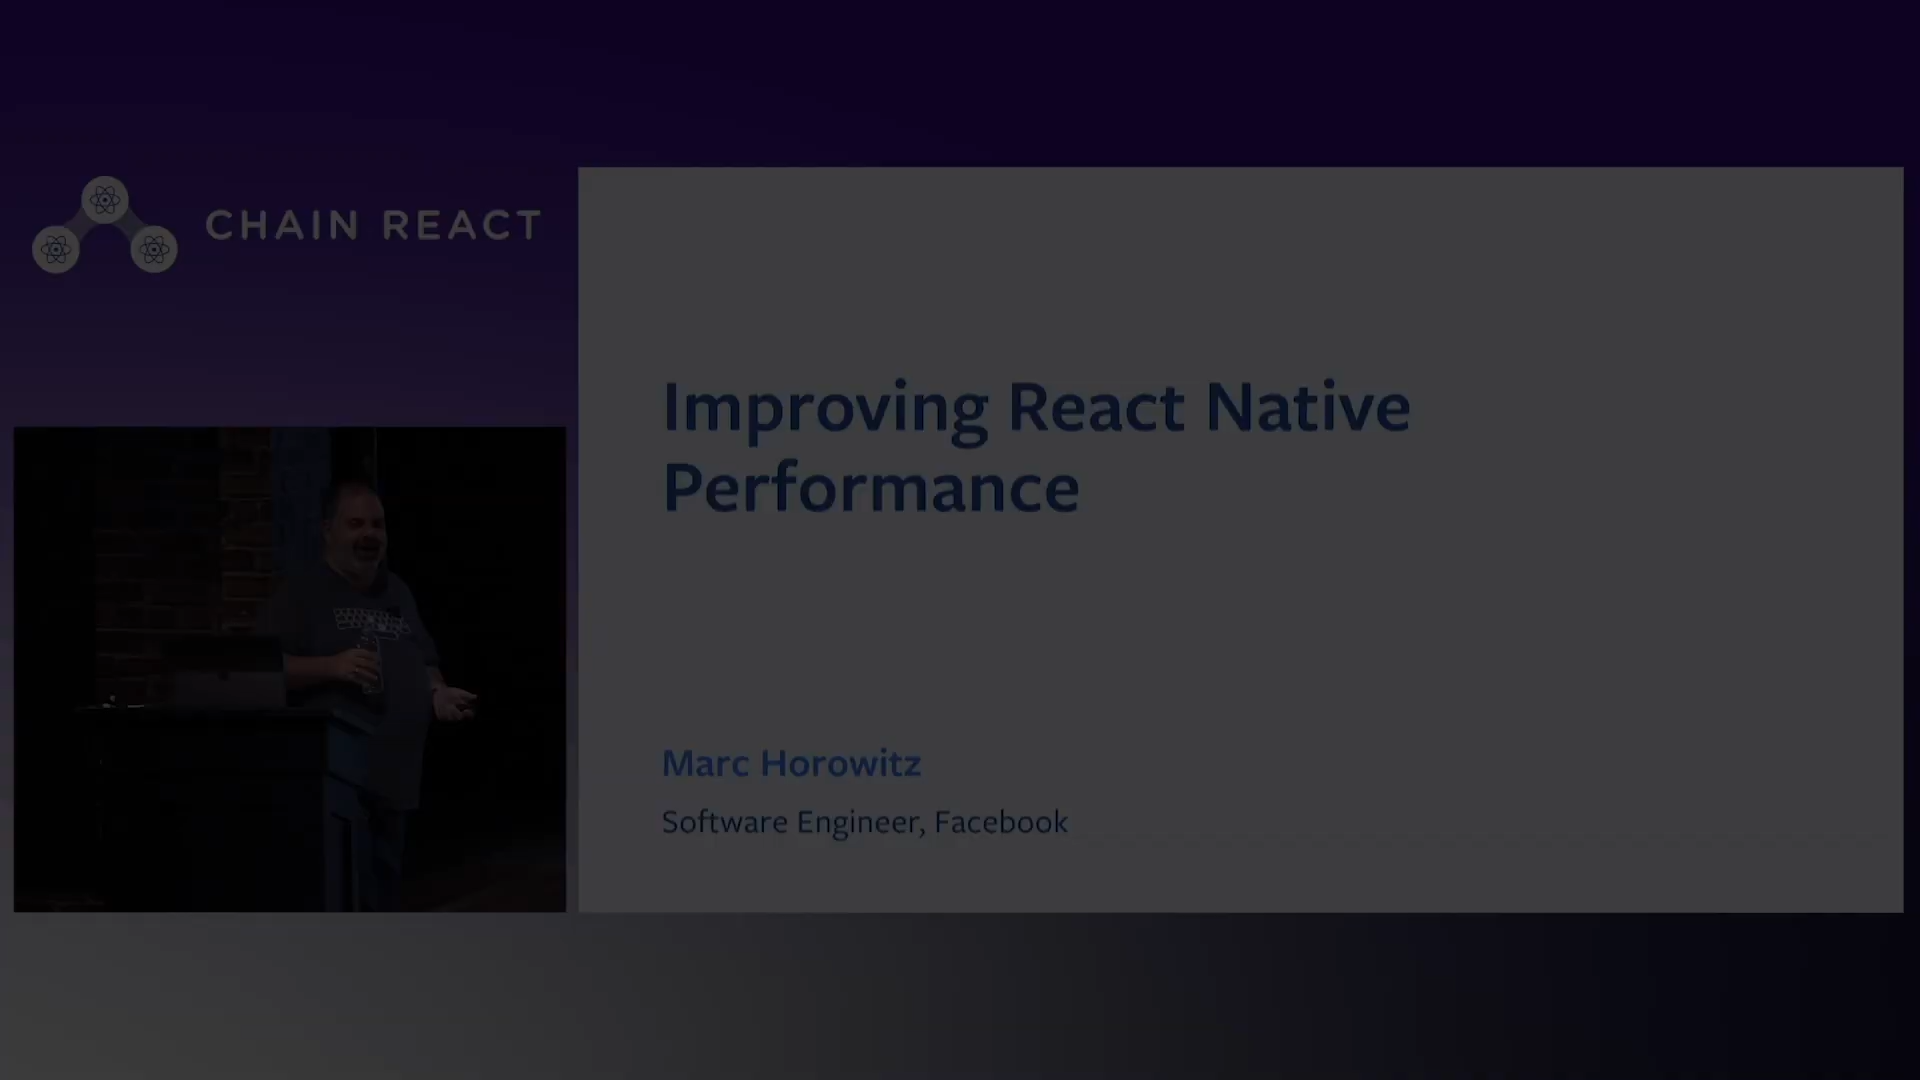 CHAIN REACT
Improving React Native
Performance
Marc Horowitz
Software Engineer, Facebook